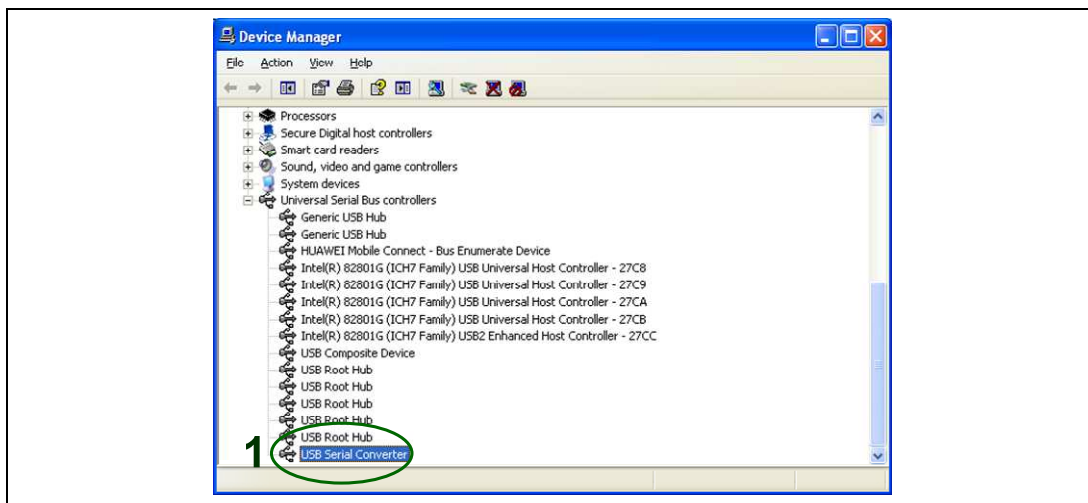 Device Manager
File Action View Help
Processors
Secure Digital host controllers
Smart card readers
Sound, video and game controllers
System devices
Universal Serial Bus controllers
Generic USB Hub
Generic USB Hub
HUAWEI Mobile Connect - Bus Enumerate Device
Intel(R) 82801G (ICH7 Family) USB Universal Host Controller - 27C8
Intel(R) 82801G (ICH7 Family) USB Universal Host Controller - 27C9
Intel(R) 82801G (ICH7 Family) USB Universal Host Controller - 27CA
Intel(R) 82801G (ICH7 Family) USB Universal Host Controller - 27CB
Intel(R) 82801G (ICH7 Family) USB2 Enhanced Host Controller - 27CC
USB Composite Device
USB Root Hub
USB Root Hub
USB Root Hub
USB Root Hub
USB Root Hub
1 USB Serial Converter